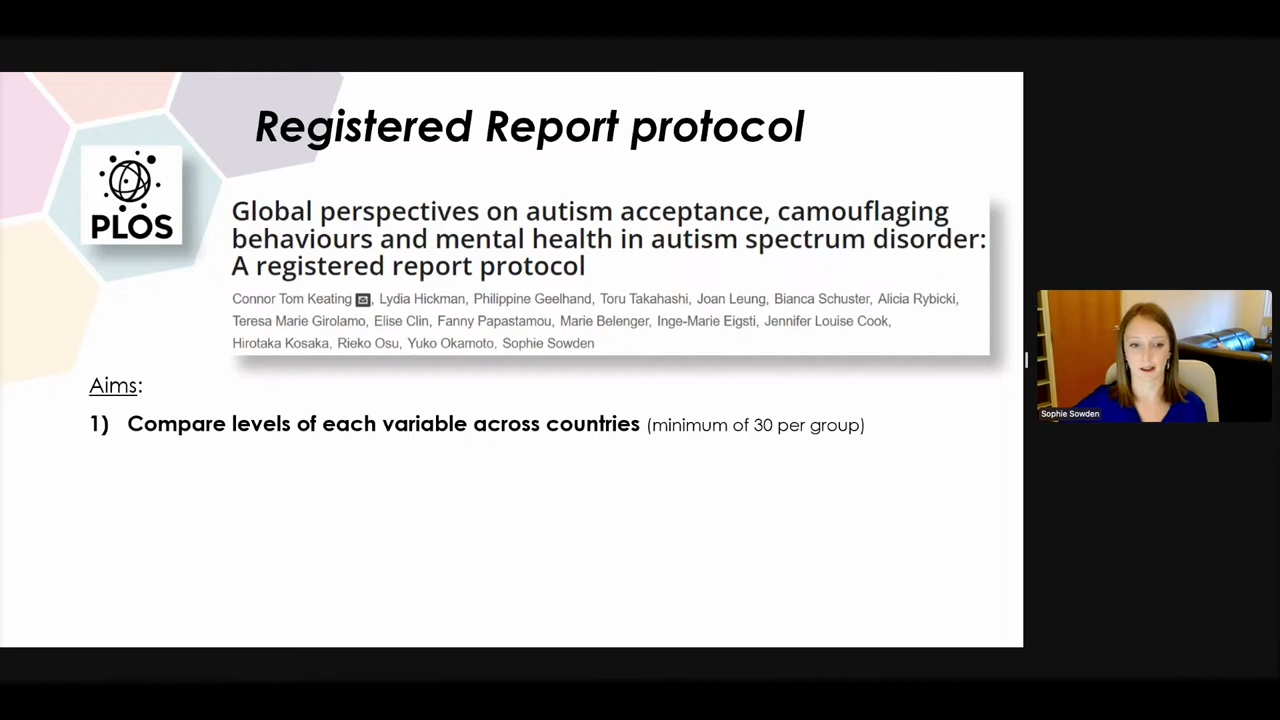 Registered Report protocol
PLOS
Global perspectives on autism acceptance, camouflaging
behaviours and mental health in autism spectrum disorder:
A registered report protocol
Connor Tom Keating, Lydia Hickman, Philippine Geelhand, Toru Takahashi, Joan Leung, Bianca Schuster, Alicia Rybicki,
Teresa Marie Girolamo, Elise Clin, Fanny Papastamou, Marie Belenger, Inge-Marie Eigsti, Jennifer Louise Cook,
Hirotaka Kosaka, Rieko Osu, Yuko Okamoto, Sophie Sowden
Aims:
1) Compare levels of each variable across countries (minimum of 30 per group)
Sophie Sowden